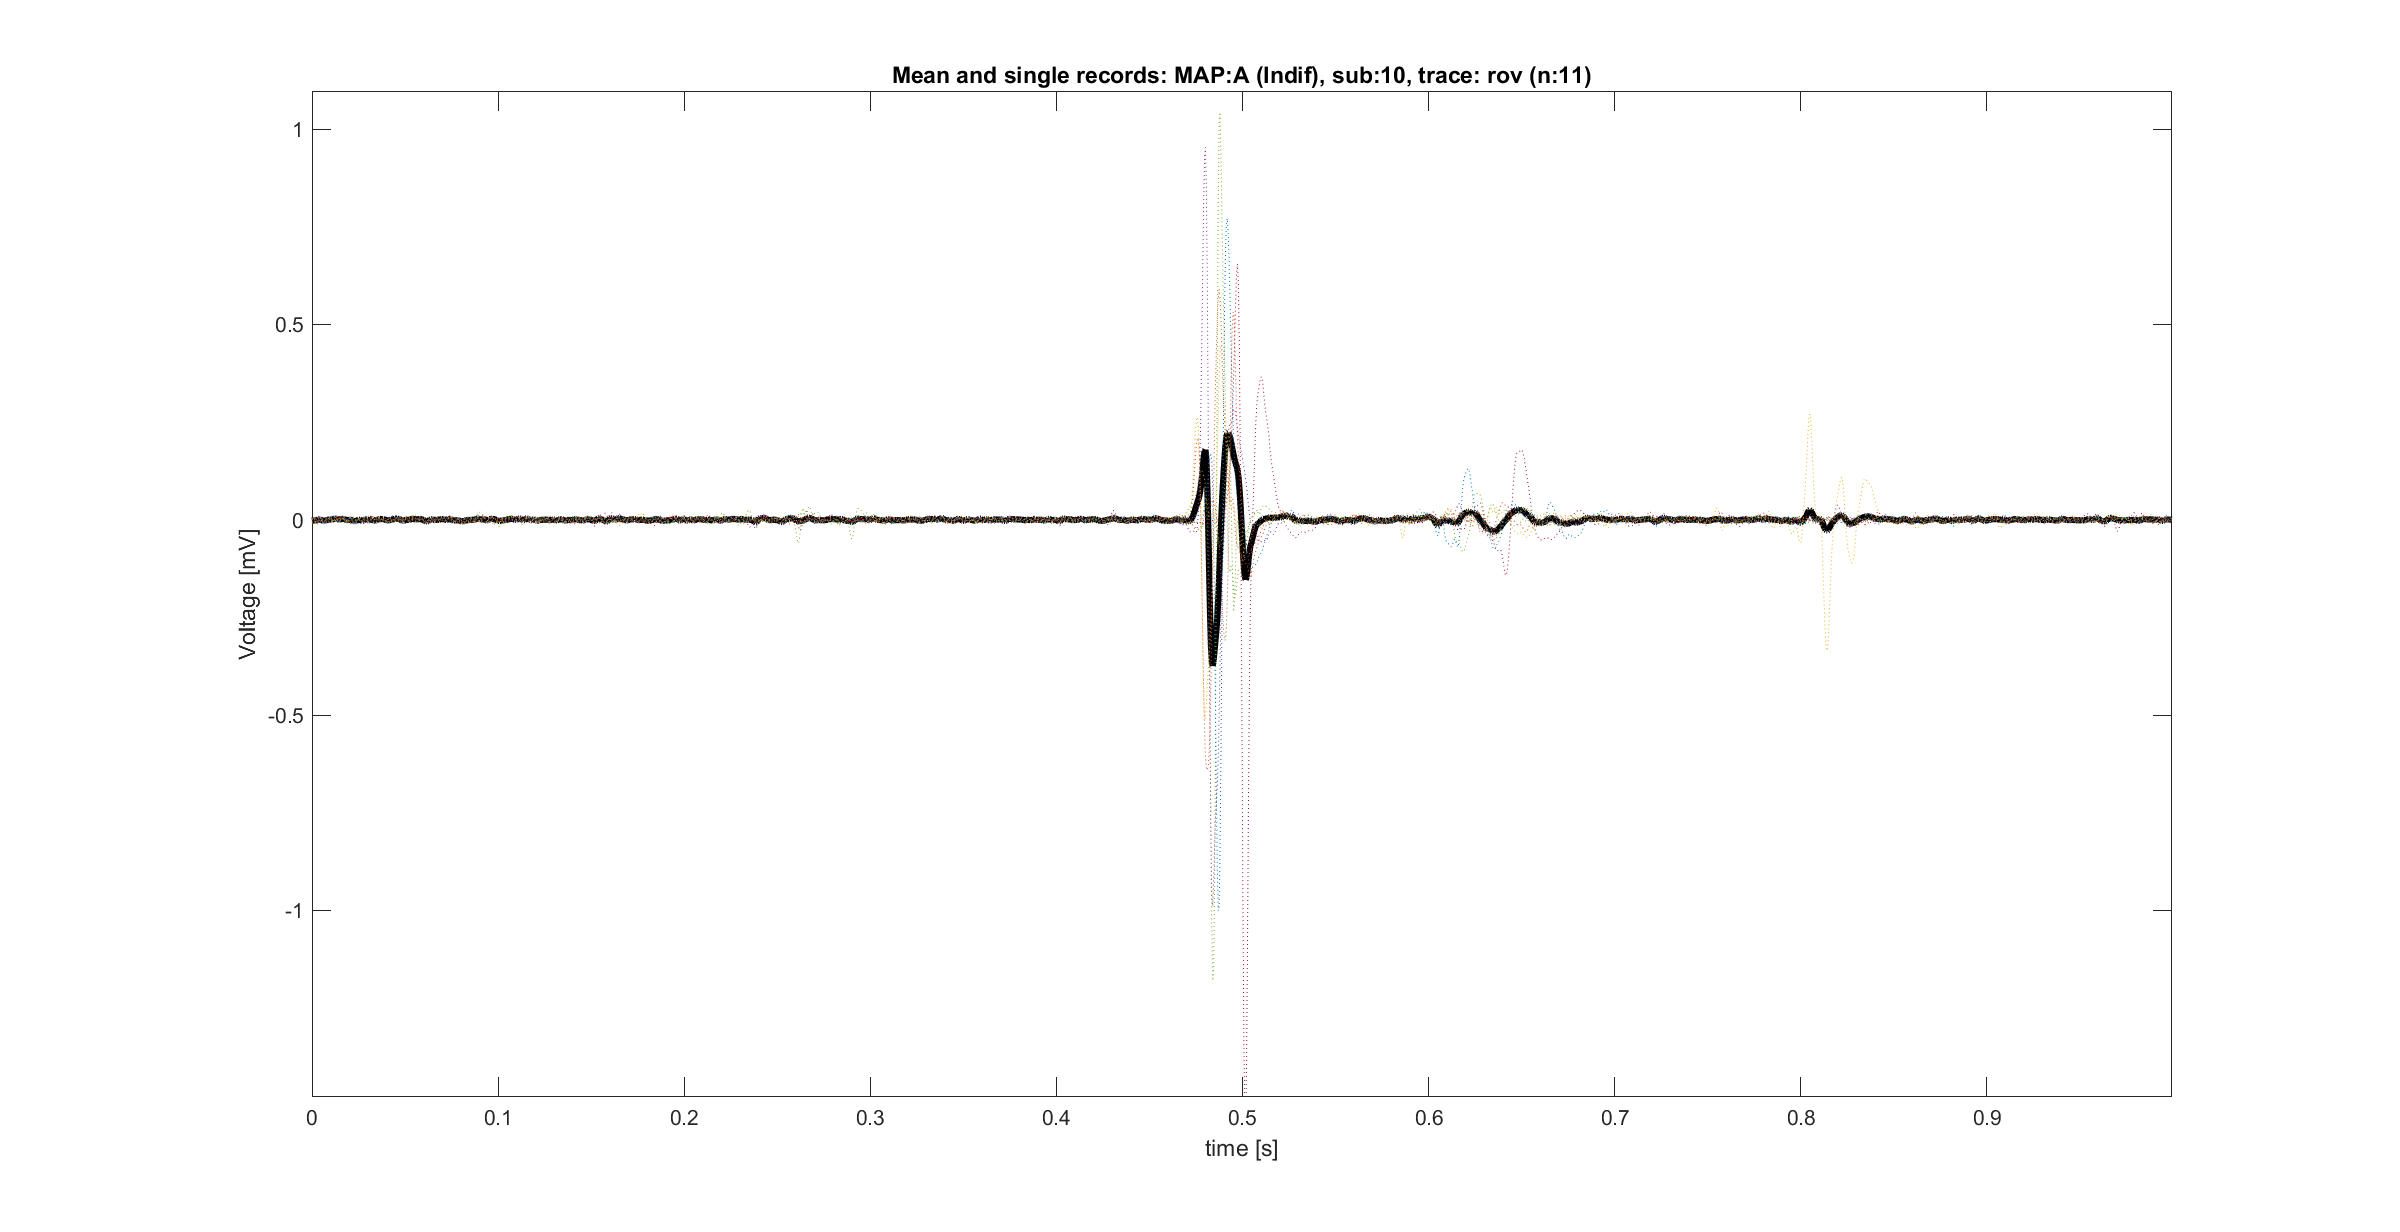 Mean and single records: MAP:A (Indif), sub:10, trace: rov (n:11)
1
0.5
0
-0.5
-1
Voltage [mV]
0 0.1 0.2 0.3 0.4 0.5 0.6 0.7 0.8 0.9
time [s]